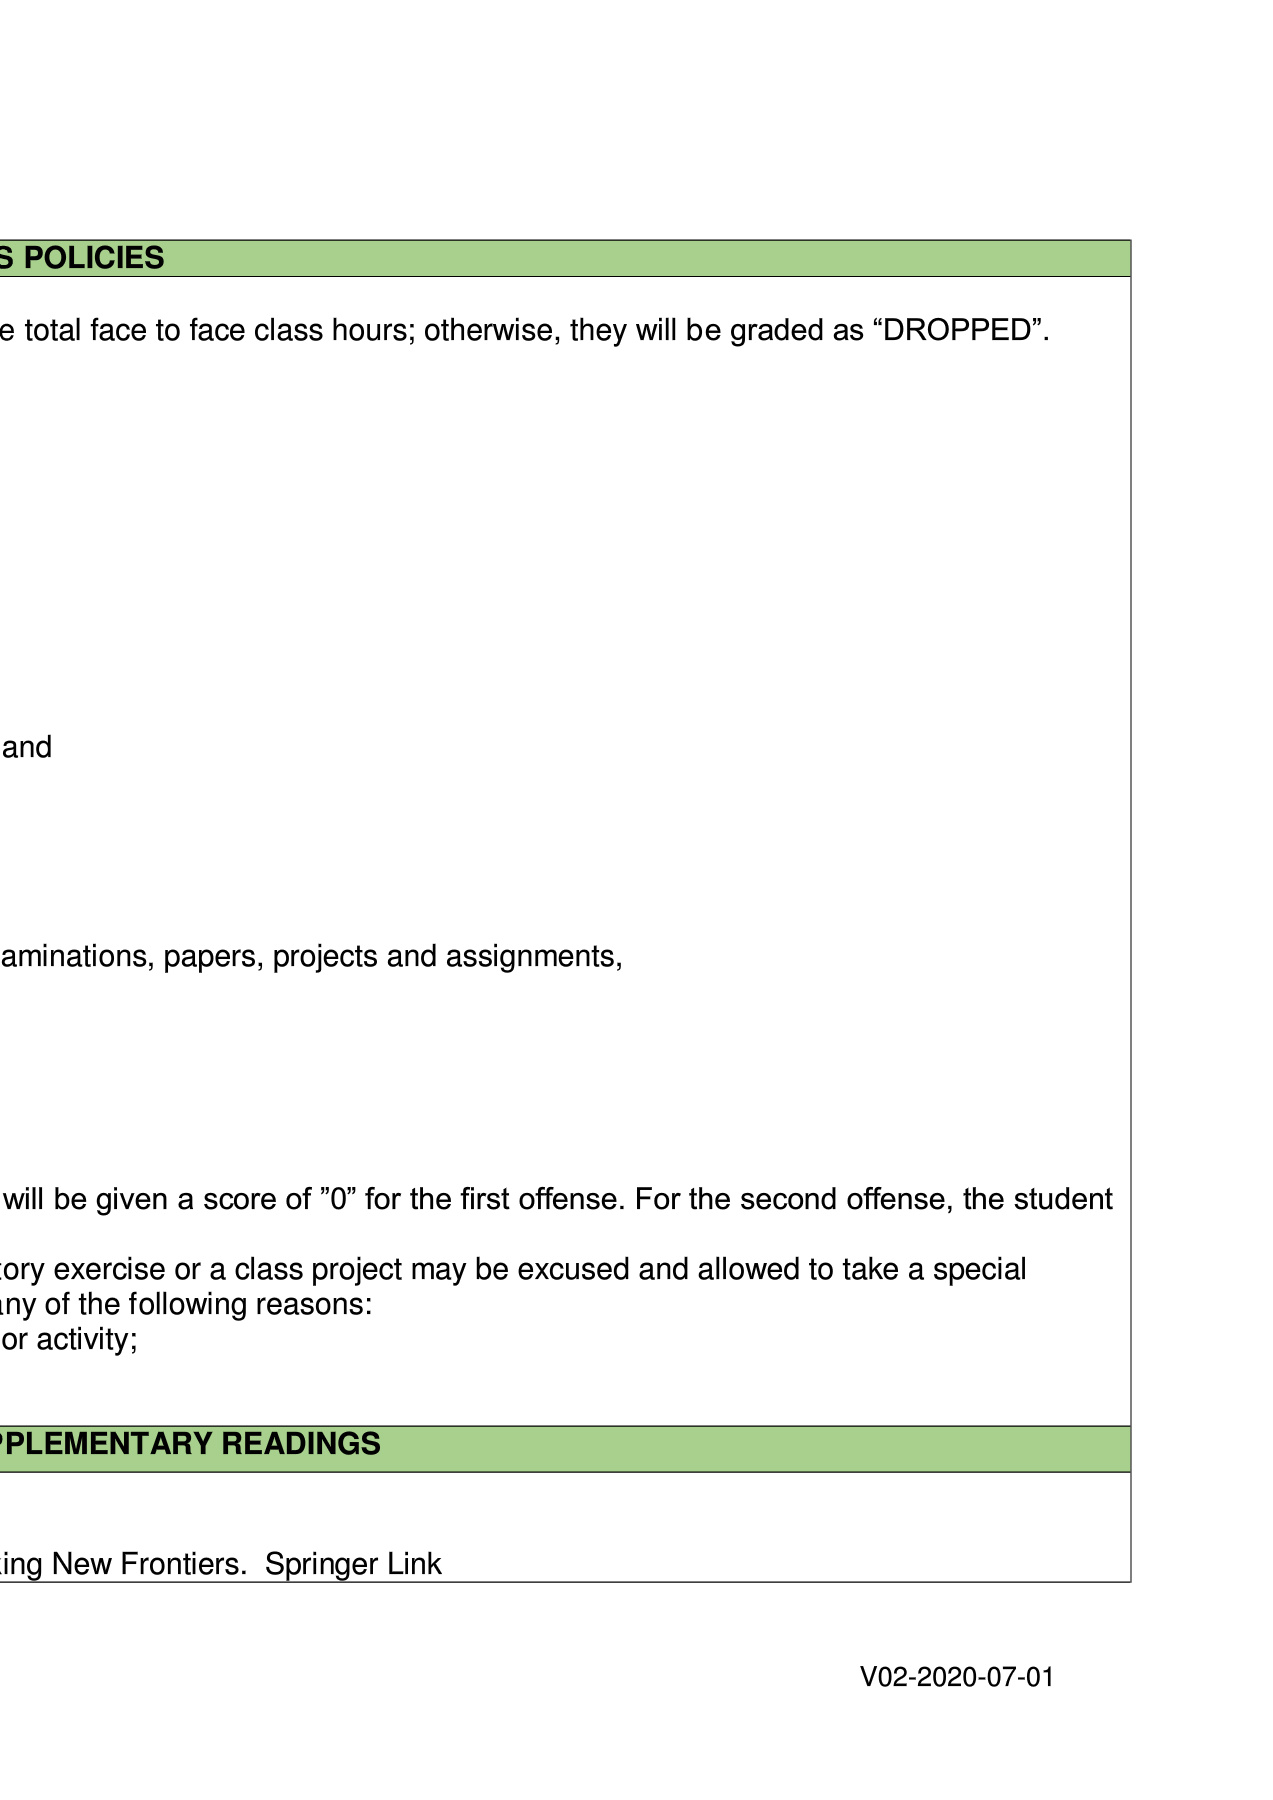 S POLICIES
e total face to face class hours; otherwise, they will be graded as “DROPPED”.
and
aminations, papers, projects and assignments,
will be given a score of ”0” for the first offense. For the second offense, the student
tory exercise or a class project may be excused and allowed to take a special
any of the following reasons:
or activity;
PPLEMENTARY READINGS
king New Frontiers.  Springer Link
V02-2020-07-01